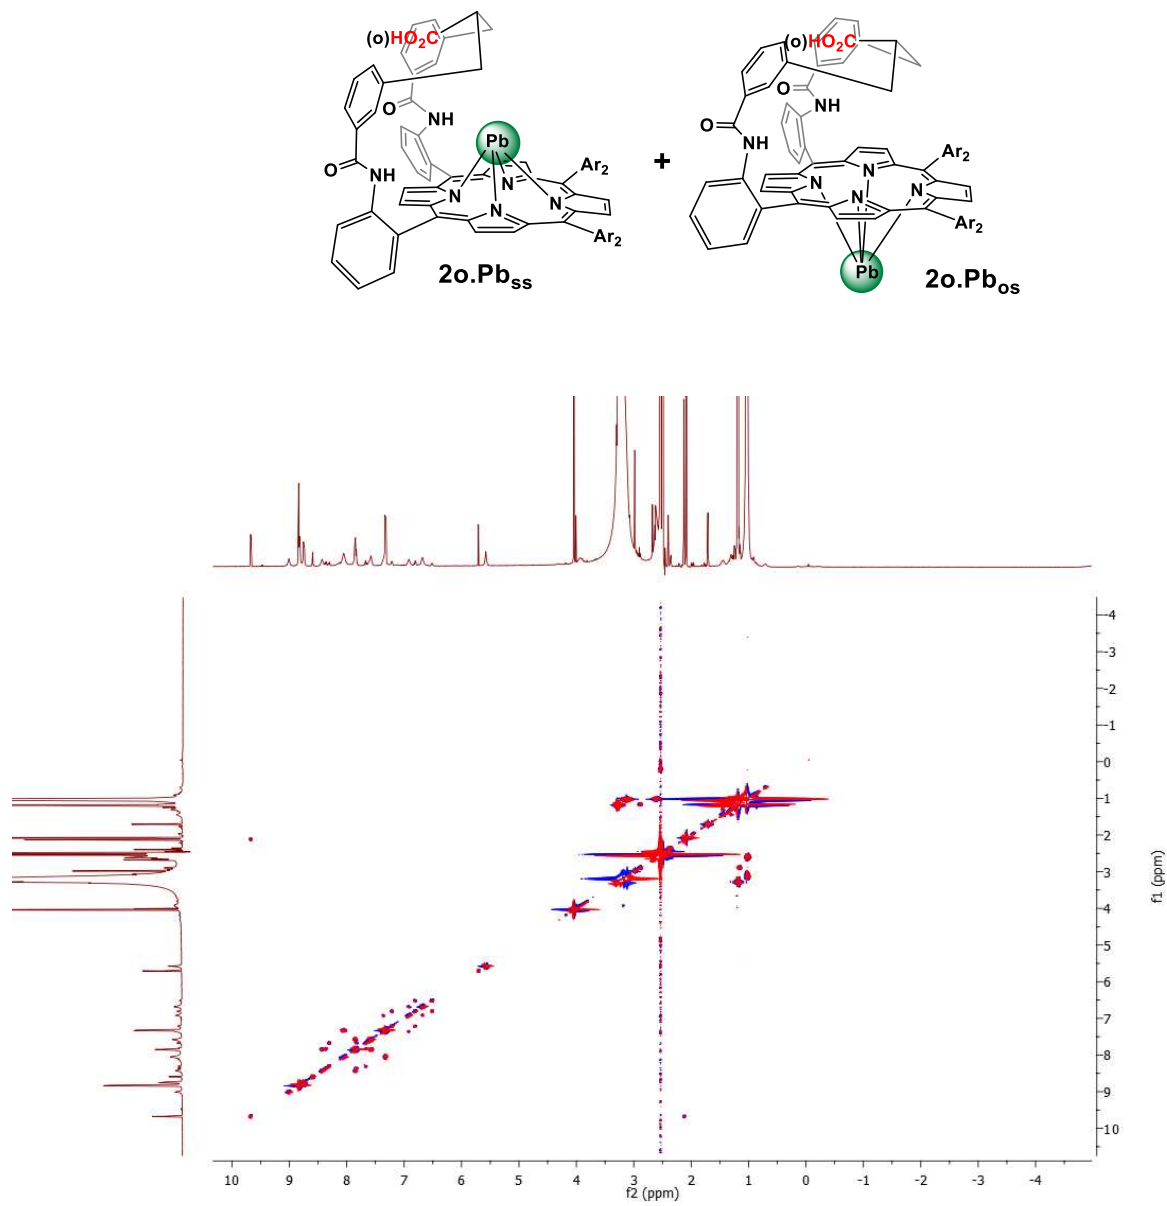 (o)HO₂C
(o)HO₂C
O
NH
O
NH
O
NH
O
NH
Pb
Ar₂
Ar₂
N
N
N
N
+
Ar₂
Ar₂
N
N
N
N
Pb
2o.Pbss
2o.Pbos
-4
-3
-2
-1
0
1
2
3
4
5
6
7
8
9
10
f1 (ppm)
10 9 8 7 6 5 4 3 2 1 0 -1 -2 -3 -4
f2 (ppm)